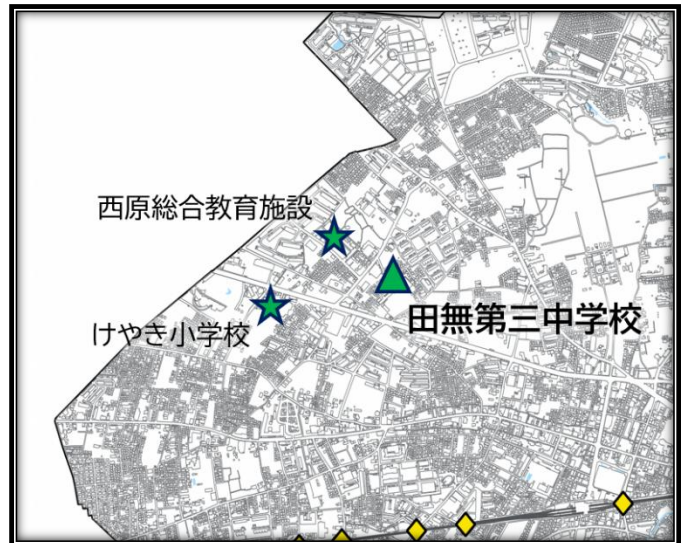 西原総合教育施設
田無第三中学校
けやき小学校